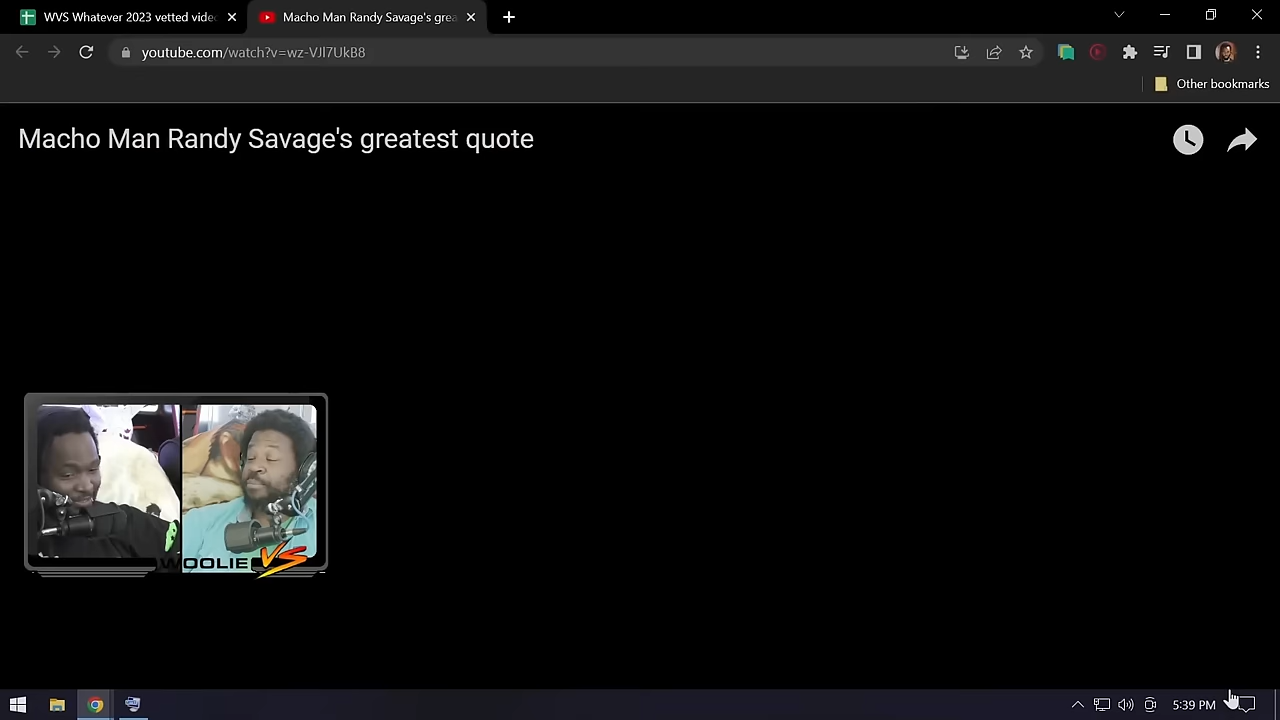 WVS Whatever 2023 vetted vide
Macho Man Randy Savage's grea
youtube.com/watch?v=wz-VJl7UkB8
Other bookmarks
Macho Man Randy Savage's greatest quote
WOOLIE VS
5:39 PM